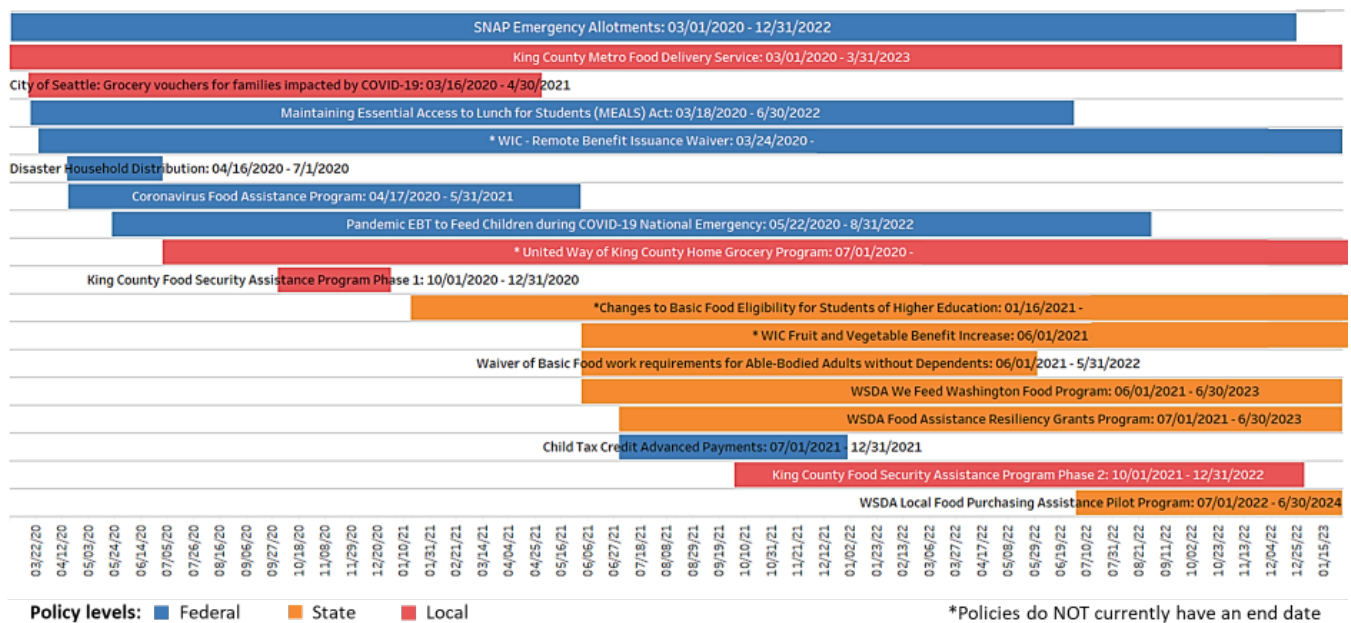 SNAP Emergency Allotments: 03/01/2020 - 12/31/2022
King County Metro Food Delivery Service: 03/01/2020 - 3/31/2023
City of Seattle: Grocery vouchers for families impacted by COVID-19: 03/16/2020 - 4/30/2021
Maintaining Essential Access to Lunch for Students (MEALS) Act: 03/18/2020 - 6/30/2022
* WIC - Remote Benefit Issuance Waiver: 03/24/2020 -
Disaster Household Distribution: 04/16/2020 - 7/1/2020
Coronavirus Food Assistance Program: 04/17/2020 - 5/31/2021
Pandemic EBT to Feed Children during COVID-19 National Emergency: 05/22/2020 - 8/31/2022
* United Way of King County Home Grocery Program: 07/01/2020 -
King County Food Security Assistance Program Phase 1: 10/01/2020 - 12/31/2020
*Changes to Basic Food Eligibility for Students of Higher Education: 01/16/2021 -
* WIC Fruit and Vegetable Benefit Increase: 06/01/2021
Waiver of Basic Food work requirements for Able-Bodied Adults without Dependents: 06/01/2021 - 5/31/2022
WSDA We Feed Washington Food Program: 06/01/2021 - 6/30/2023
WSDA Food Assistance Resiliency Grants Program: 07/01/2021 - 6/30/2023
Child Tax Credit Advanced Payments: 07/01/2021 - 12/31/2021
King County Food Security Assistance Program Phase 2: 10/01/2021 - 12/31/2022
WSDA Local Food Purchasing Assistance Pilot Program: 07/01/2022 - 6/30/2024
03/22/20
04/12/20
05/03/20
05/24/20
06/14/20
07/05/20
07/26/20
08/16/20
09/06/20
09/27/20
10/18/20
11/08/20
11/29/20
12/20/20
01/10/21
01/31/21
02/21/21
03/14/21
04/04/21
04/25/21
05/16/21
06/06/21
06/27/21
07/18/21
08/08/21
08/29/21
09/19/21
10/10/21
10/31/21
11/21/21
12/12/21
01/02/22
01/23/22
02/13/22
03/06/22
03/27/22
04/17/22
05/08/22
05/29/22
06/19/22
07/10/22
07/31/22
08/21/22
09/11/22
10/02/22
10/23/22
11/13/22
12/04/22
12/25/22
01/15/23
Policy levels: Federal State Local
*Policies do NOT currently have an end date